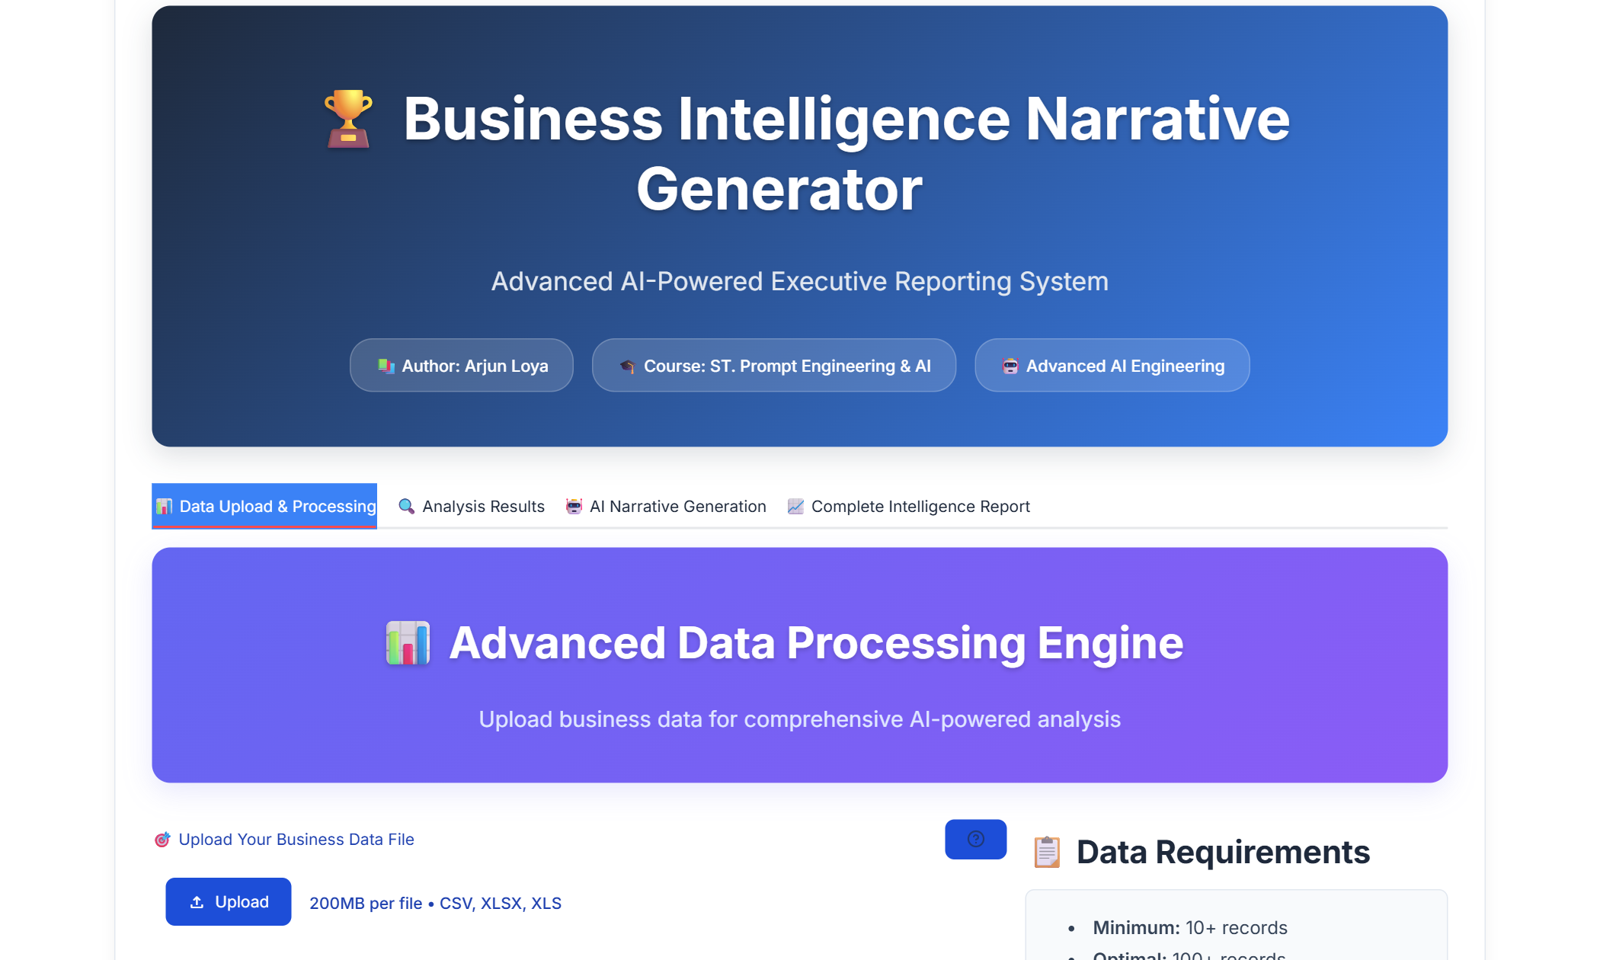 Business Intelligence Narrative
Generator
Advanced AI-Powered Executive Reporting System
Author: Arjun Loya
Course: ST. Prompt Engineering & AI
Advanced AI Engineering
Data Upload & Processing
Analysis Results
AI Narrative Generation
Complete Intelligence Report
Advanced Data Processing Engine
Upload business data for comprehensive AI-powered analysis
Upload Your Business Data File
Upload
200MB per file • CSV, XLSX, XLS
Data Requirements
• Minimum: 10+ records
• Optimal: 100+ records